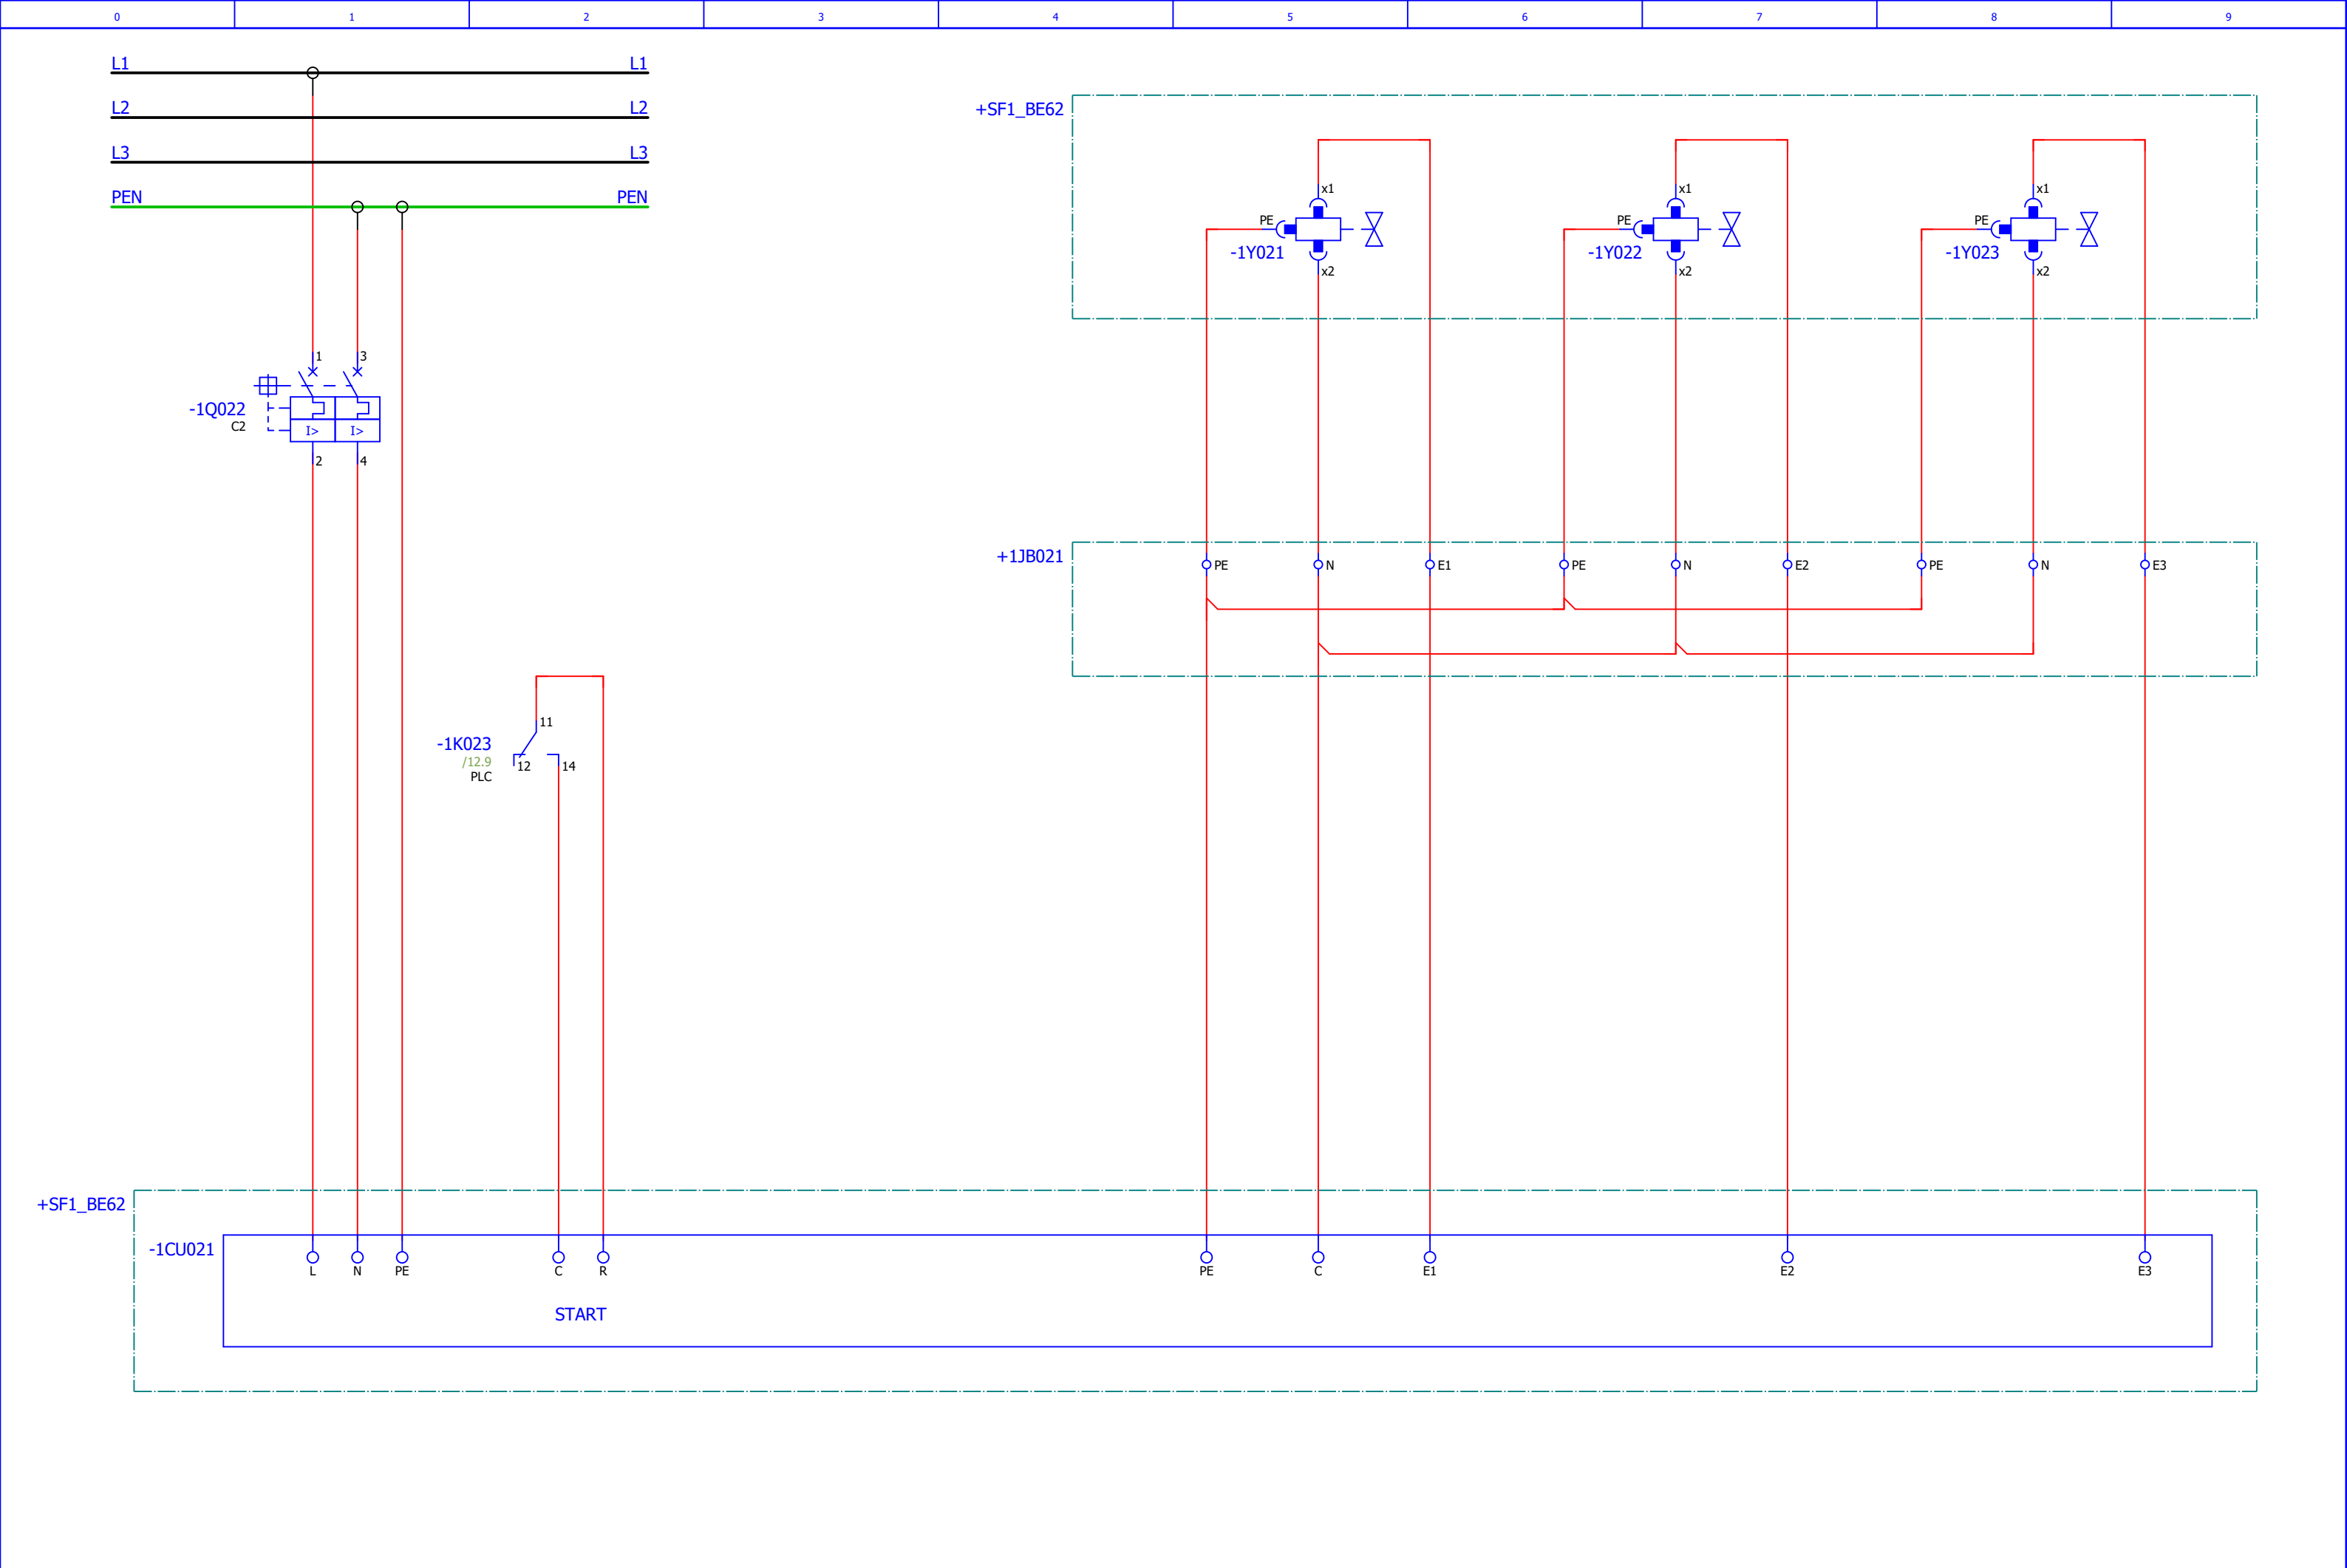 0 1 2 3 4 5 6 7 8 9
L1 L1
L2 L2
L3 L3
PEN PEN
+SF1_BE62
x1 x1 x1
PE PE PE
-1Y021 -1Y022 -1Y023
x2 x2 x2
1 3
-1Q022
C2
I> I>
2 4
+1JB021
PE N E1 PE N E2 PE N E3
11
-1K023
/12.9
PLC
12 14
+SF1_BE62
-1CU021
L N PE C R PE C E1 E2 E3
START